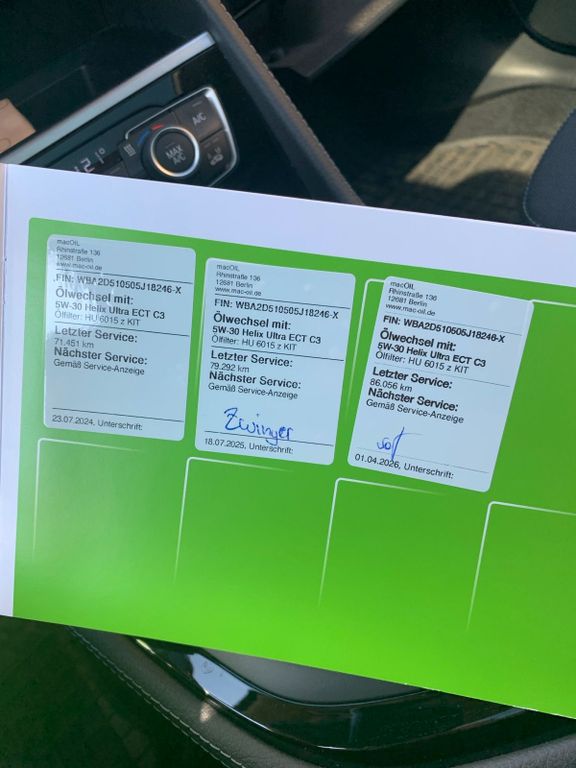 A/C
MAX
A/C
21°
macOIL
Rhinstraße 136
12681 Berlin
www.mac-oil.de
FIN: WBA2D510505J18246-X
Ölwechsel mit:
5W-30 Helix Ultra ECT C3
Ölfilter: HU 6015 z KIT
Letzter Service:
71.451 km
Nächster Service:
Gemäß Service-Anzeige
23.07.2024, Unterschrift:
macOIL
Rhinstraße 136
12681 Berlin
www.mac-oil.de
FIN: WBA2D510505J18246-X
Ölwechsel mit:
5W-30 Helix Ultra ECT C3
Ölfilter: HU 6015 z KIT
Letzter Service:
79.292 km
Nächster Service:
Gemäß Service-Anzeige
Zwinger
18.07.2025, Unterschrift:
macOIL
Rhinstraße 136
12681 Berlin
www.mac-oil.de
FIN: WBA2D510505J18246-X
Ölwechsel mit:
5W-30 Helix Ultra ECT C3
Ölfilter: HU 6015 z KIT
Letzter Service:
86.056 km
Nächster Service:
Gemäß Service-Anzeige
01.04.2026, Unterschrift: